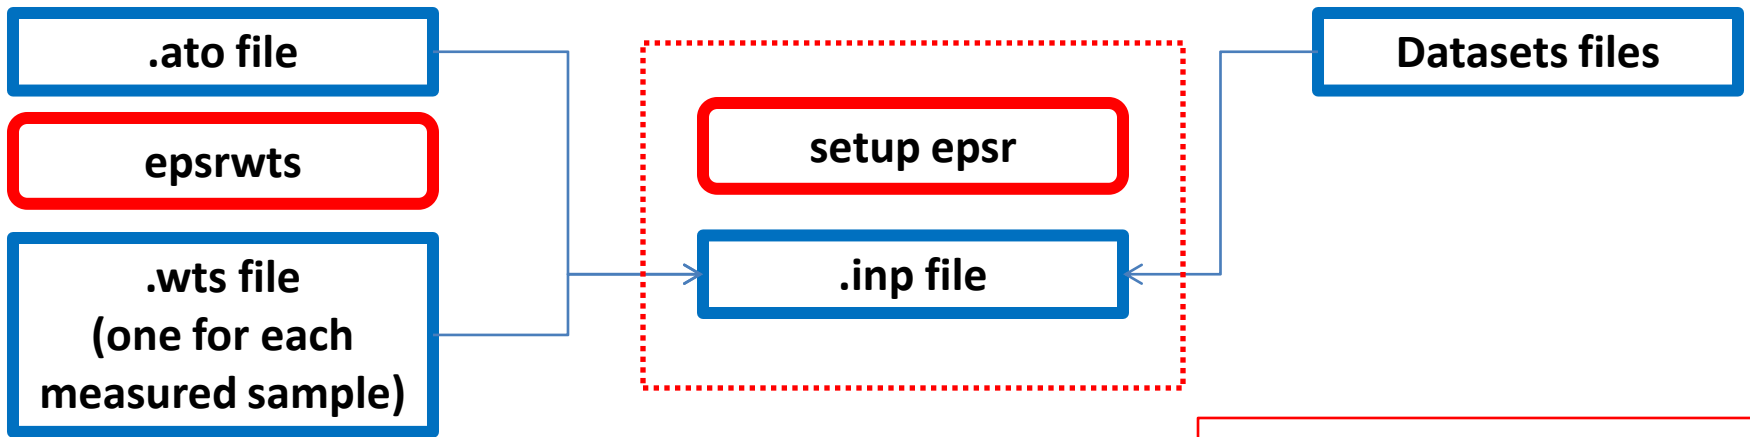 .ato file
epsrwts
.wts file
(one for each
measured sample)
setup epsr
.inp file
Datasets files